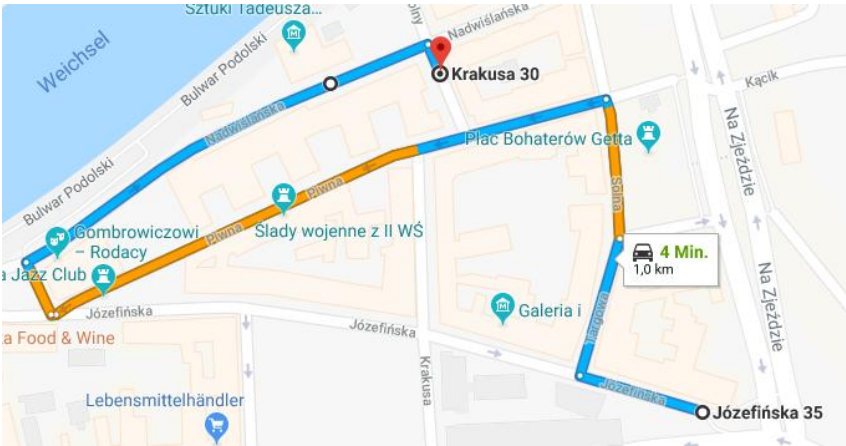 Sztuki Tadeusza...
Nadwiślańska
Weichsel
Bulwar Podolski
Krakusa 30
Kącik
Nadwiślańska
Plac Bohaterów Getta
Na Zjeździe
Bulwar Podolski
Piwna
Solna
Gombrowiczowi
– Rodacy
Piwna
Ślady wojenne z II WŚ
4 Min.
1,0 km
a Jazz Club
Na Zjeździe
Józefińska
Galeria i
Targowa
Józefińska
a Food & Wine
Krakusa
Józefińska
Lebensmittelhändler
Józefińska 35